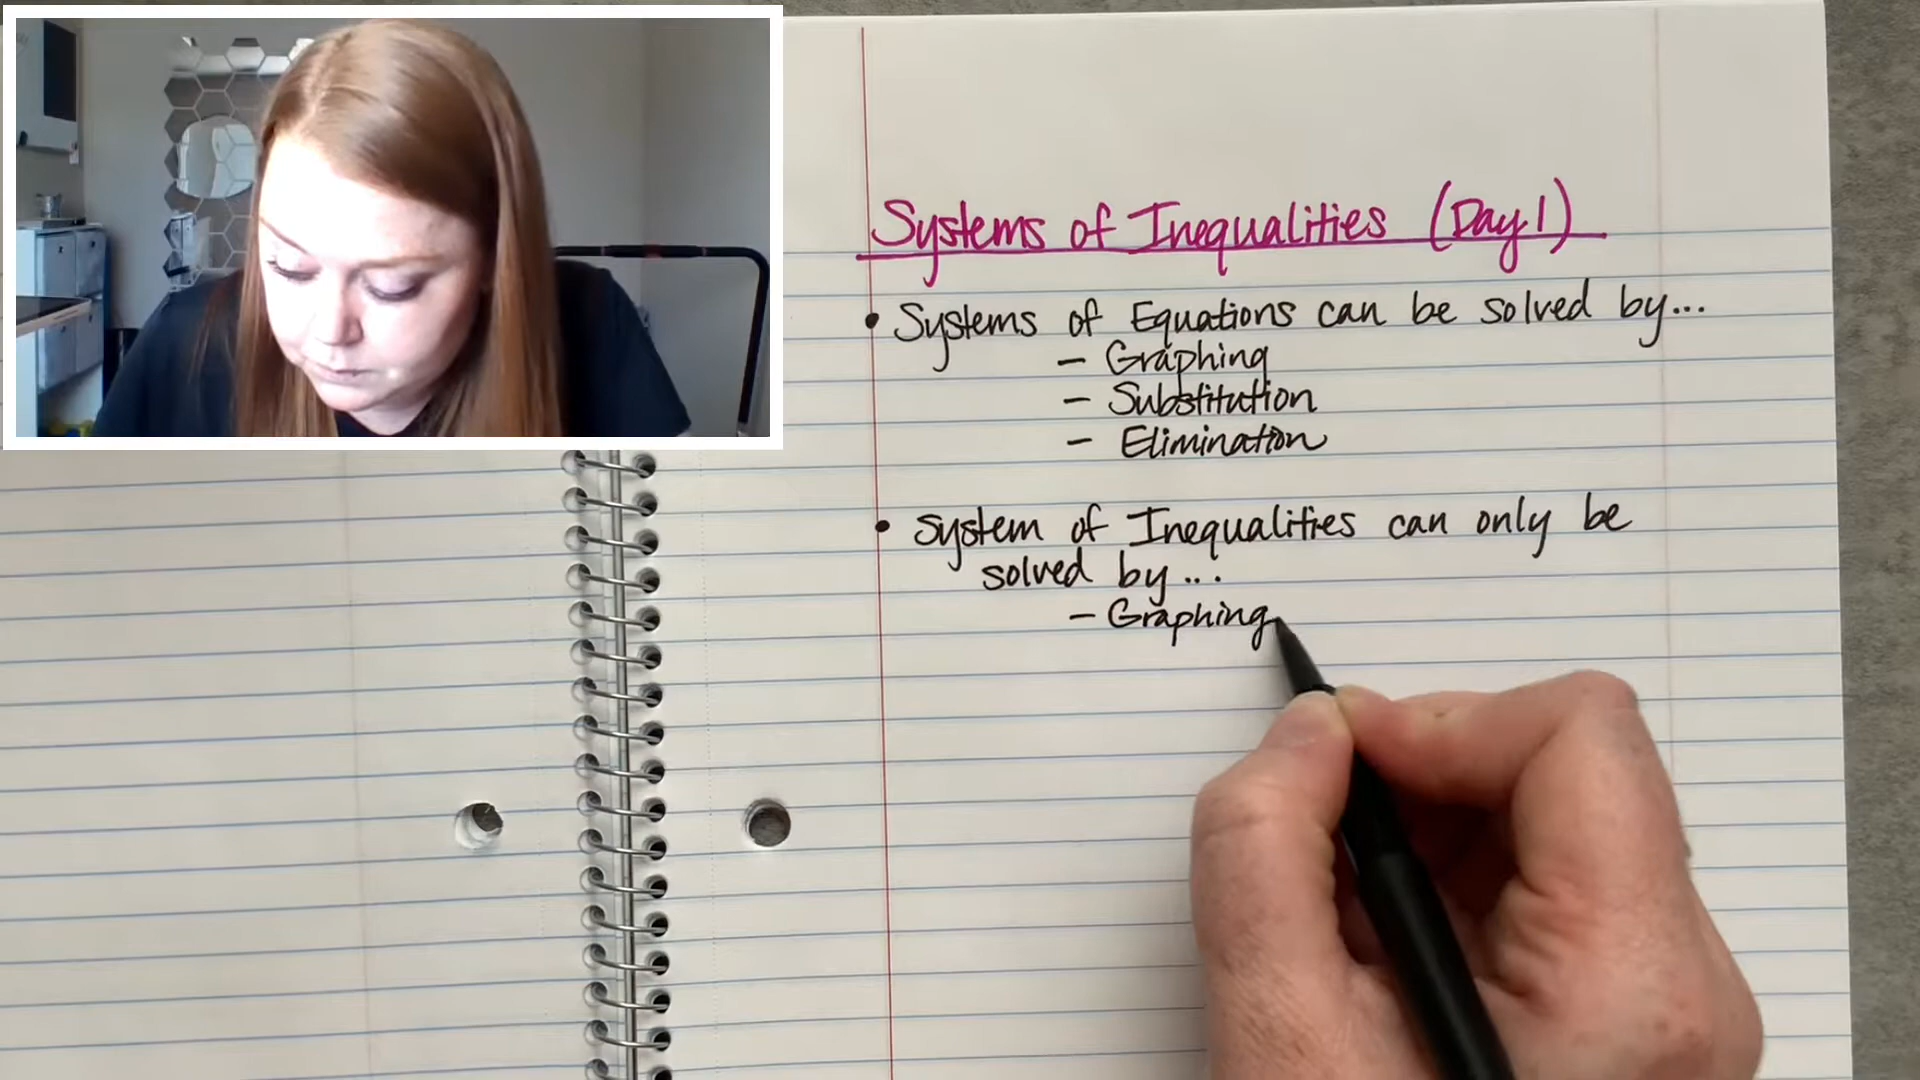 Systems of Inequalities (Day 1)
• Systems of Equations can be solved by...
– Graphing
– Substitution
– Elimination
• System of Inequalities can only be
solved by...
– Graphing